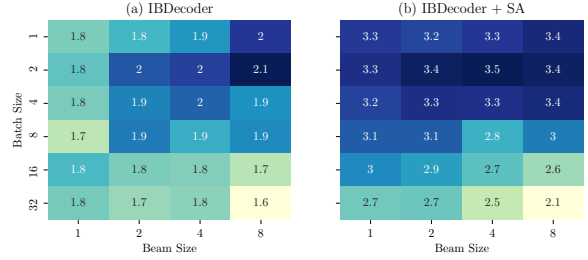 (a) IBDecoder
(b) IBDecoder + SA
Batch Size
1 1.8 1.8 1.9 2 3.3 3.2 3.3 3.4
2 1.8 2 2 2.1 3.3 3.4 3.5 3.4
4 1.8 1.9 2 1.9 3.2 3.3 3.3 3.4
8 1.7 1.9 1.9 1.9 3.1 3.1 2.8 3
16 1.8 1.8 1.8 1.7 3 2.9 2.7 2.6
32 1.8 1.7 1.8 1.6 2.7 2.7 2.5 2.1
1 2 4 8 1 2 4 8
Beam Size
Beam Size